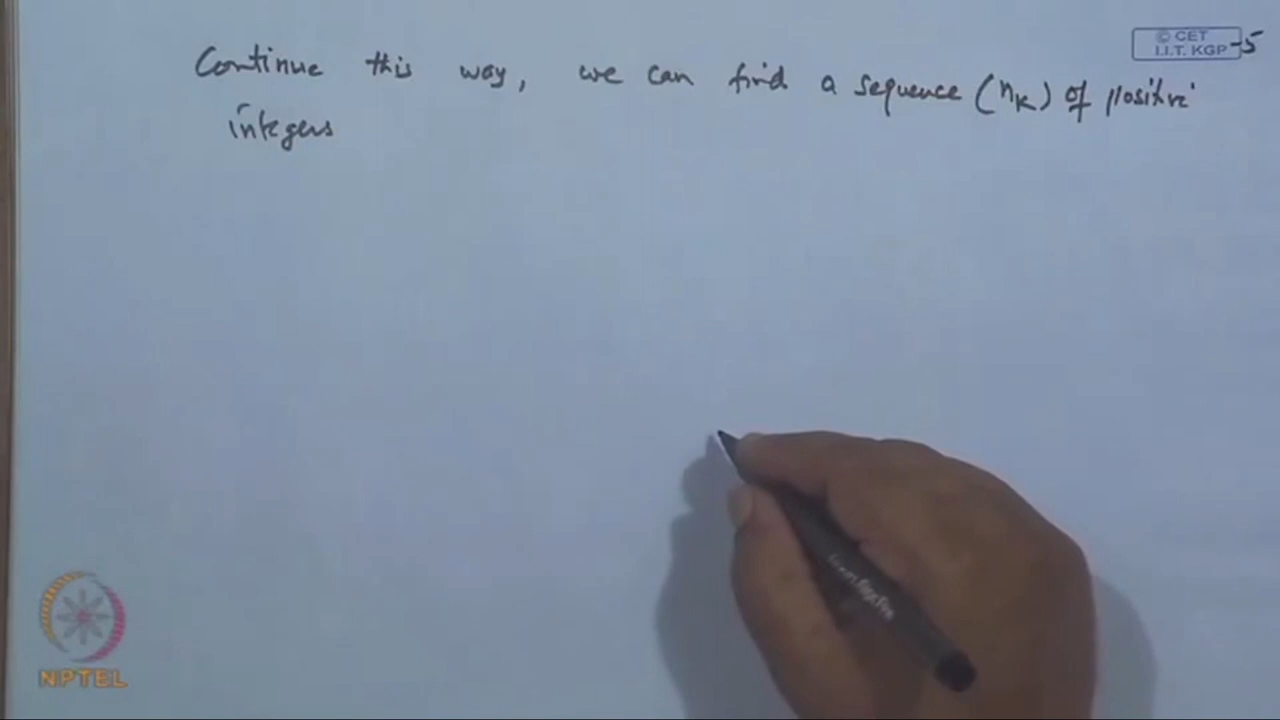 © CET
I.I.T. KGP -5
Continue this way, we can find a sequence (nK) of positive
integers
NPTEL